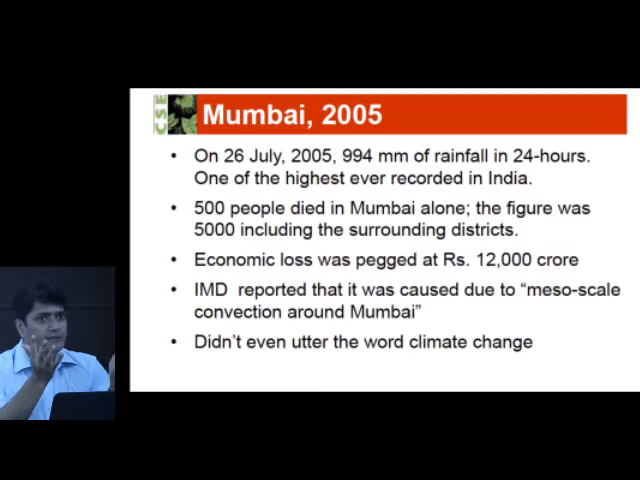 CSE
Mumbai, 2005
• On 26 July, 2005, 994 mm of rainfall in 24-hours.
One of the highest ever recorded in India.
• 500 people died in Mumbai alone; the figure was
5000 including the surrounding districts.
• Economic loss was pegged at Rs. 12,000 crore
• IMD reported that it was caused due to “meso-scale
convection around Mumbai”
• Didn’t even utter the word climate change